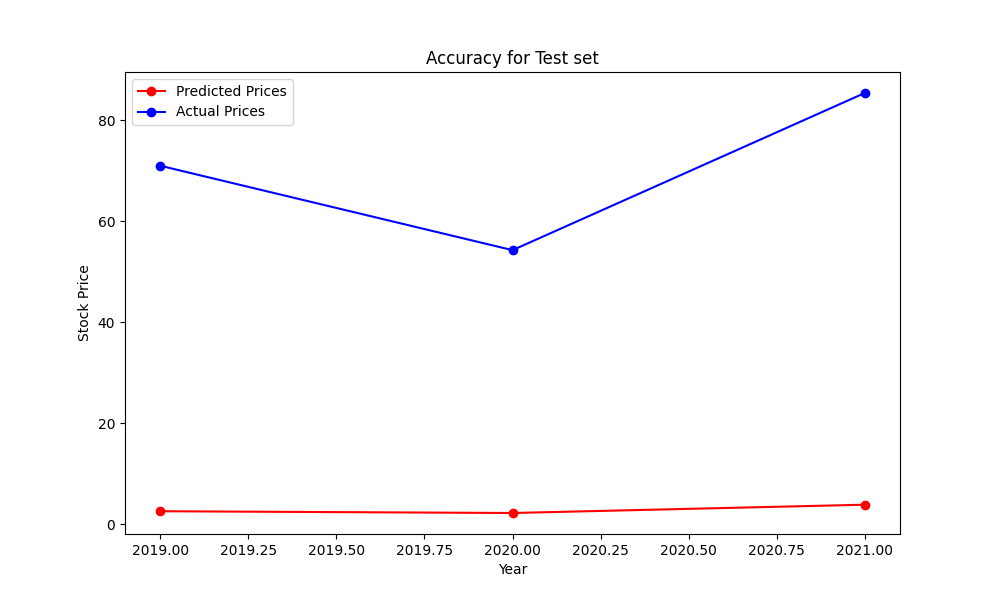 Accuracy for Test set
Predicted Prices
Actual Prices
80
60
40
20
0
Stock Price
2019.00 2019.25 2019.50 2019.75 2020.00 2020.25 2020.50 2020.75 2021.00
Year